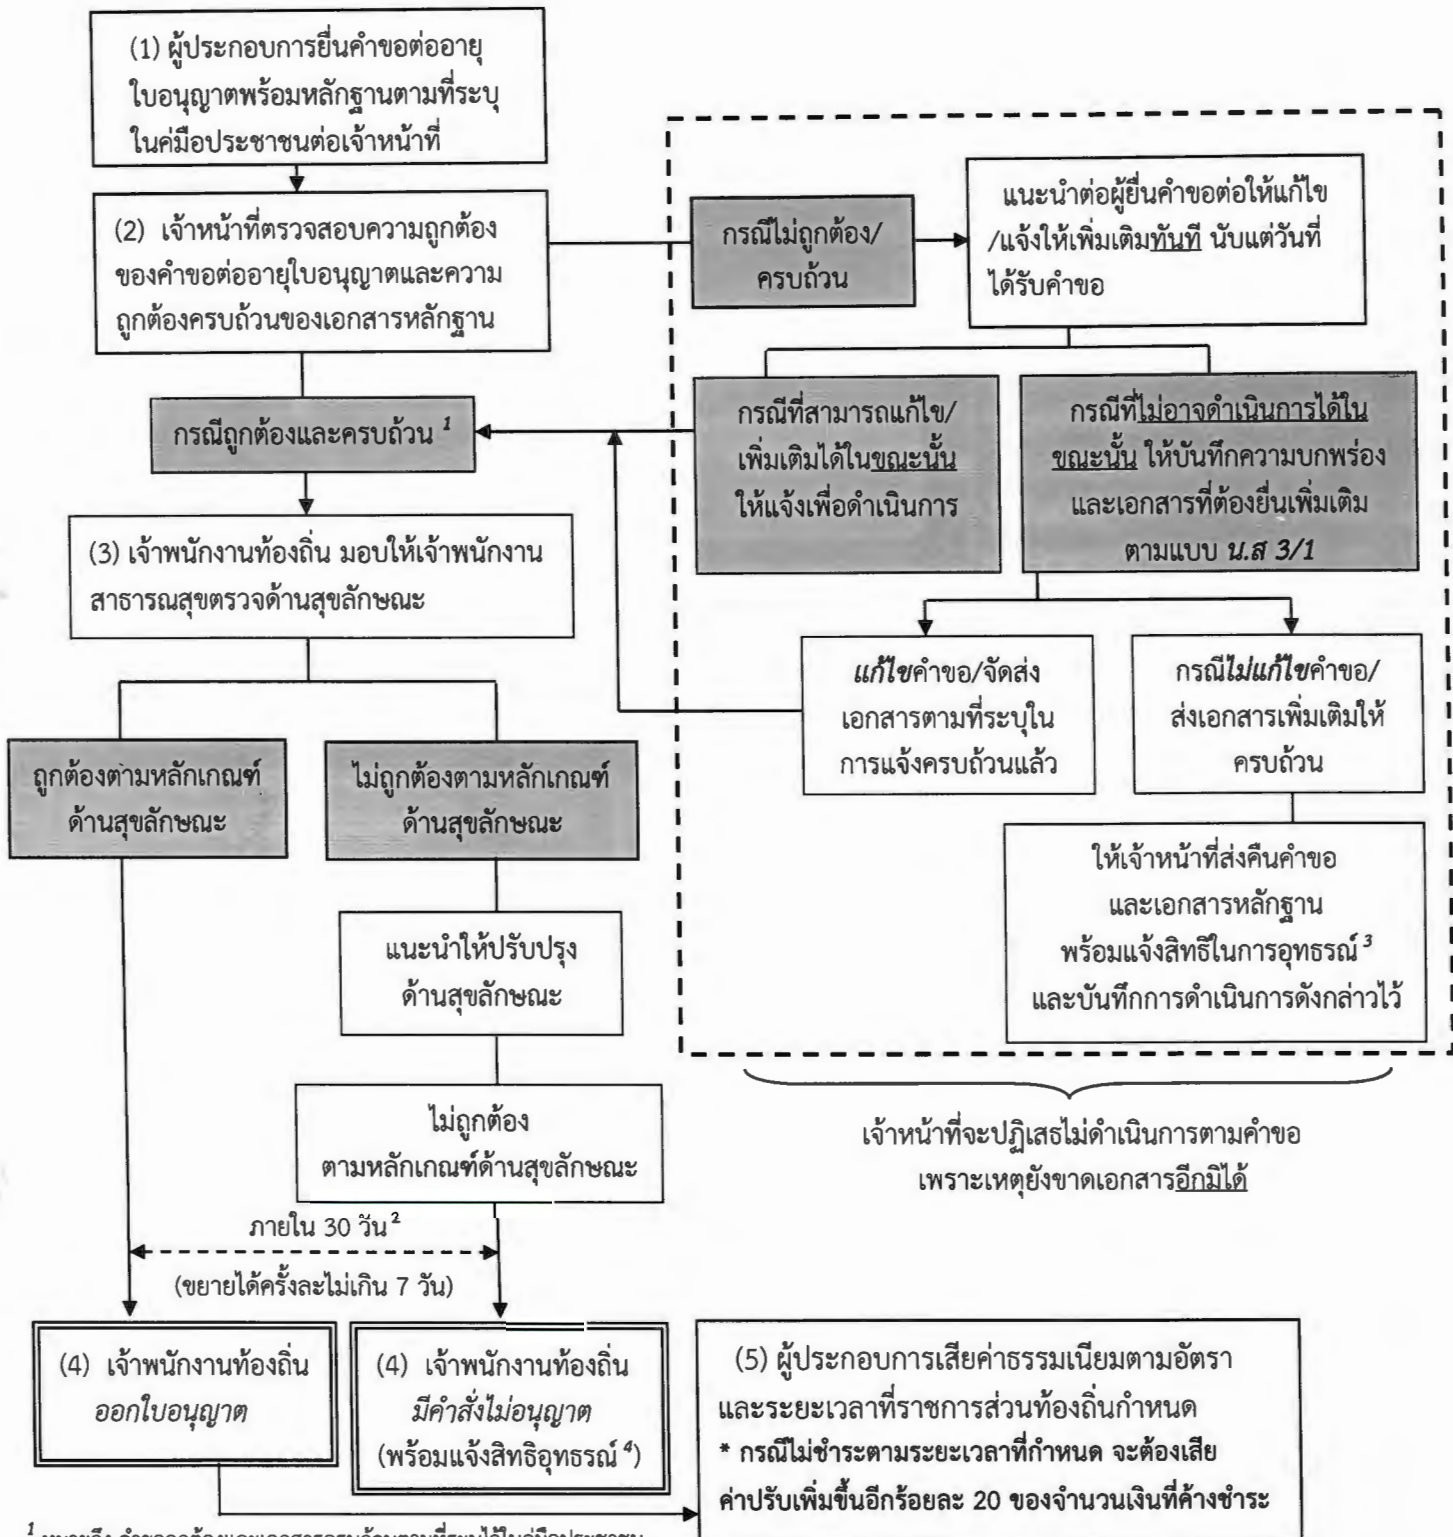 (1) ผู้ประกอบการยื่นคำขอต่ออายุ
ใบอนุญาตพร้อมหลักฐานตามที่ระบุ
ในคู่มือประชาชนต่อเจ้าหน้าที่
(2) เจ้าหน้าที่ตรวจสอบความถูกต้อง
ของคำขอต่ออายุใบอนุญาตและความ
ถูกต้องครบถ้วนของเอกสารหลักฐาน
กรณีไม่ถูกต้อง/
ครบถ้วน
แนะนำต่อผู้ยื่นคำขอต่อให้แก้ไข
/แจ้งให้เพิ่มเติมทันที นับแต่วันที่
ได้รับคำขอ
กรณีถูกต้องและครบถ้วน 1
กรณีที่สามารถแก้ไข/
เพิ่มเติมได้ในขณะนั้น
ให้แจ้งเพื่อดำเนินการ
กรณีที่ไม่อาจดำเนินการได้ใน
ขณะนั้น ให้บันทึกความบกพร่อง
และเอกสารที่ต้องยื่นเพิ่มเติม
ตามแบบ น.ส 3/1
(3) เจ้าพนักงานท้องถิ่น มอบให้เจ้าพนักงาน
สาธารณสุขตรวจด้านสุขลักษณะ
แก้ไขคำขอ/จัดส่ง
เอกสารตามที่ระบุใน
การแจ้งครบถ้วนแล้ว
กรณีไม่แก้ไขคำขอ/
ส่งเอกสารเพิ่มเติมให้
ครบถ้วน
ถูกต้องตามหลักเกณฑ์
ด้านสุขลักษณะ
ไม่ถูกต้องตามหลักเกณฑ์
ด้านสุขลักษณะ
ให้เจ้าหน้าที่ส่งคืนคำขอ
และเอกสารหลักฐาน
พร้อมแจ้งสิทธิในการอุทธรณ์ 3
และบันทึกการดำเนินการดังกล่าวไว้
แนะนำให้ปรับปรุง
ด้านสุขลักษณะ
ไม่ถูกต้อง
ตามหลักเกณฑ์ด้านสุขลักษณะ
เจ้าหน้าที่จะปฏิเสธไม่ดำเนินการตามคำขอ
เพราะเหตุยังขาดเอกสารอีกมิได้
ภายใน 30 วัน 2
(ขยายได้ครั้งละไม่เกิน 7 วัน)
(4) เจ้าพนักงานท้องถิ่น
ออกใบอนุญาต
(4) เจ้าพนักงานท้องถิ่น
มีคำสั่งไม่อนุญาต
(พร้อมแจ้งสิทธิอุทธรณ์ 4)
(5) ผู้ประกอบการเสียค่าธรรมเนียมตามอัตรา
และระยะเวลาที่ราชการส่วนท้องถิ่นกำหนด
* กรณีไม่ชำระตามระยะเวลาที่กำหนด จะต้องเสีย
ค่าปรับเพิ่มขึ้นอีกร้อยละ 20 ของจำนวนเงินที่ค้างชำระ